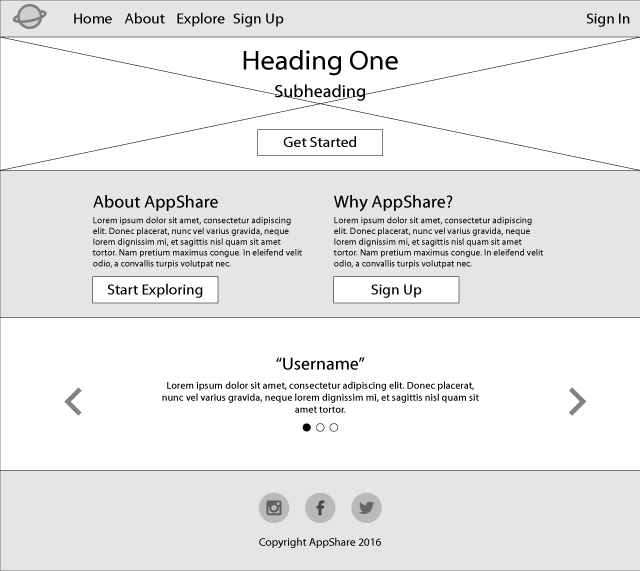 Home About Explore Sign Up Sign In
Heading One
Subheading
Get Started
About AppShare
Lorem ipsum dolor sit amet, consectetur adipiscing
elit. Donec placerat, nunc vel varius gravida, neque
lorem dignissim mi, et sagittis nisl quam sit amet
tortor. Nam pretium maximus congue. In eleifend velit
odio, a convallis turpis volutpat nec.
Start Exploring
Why AppShare?
Lorem ipsum dolor sit amet, consectetur adipiscing
elit. Donec placerat, nunc vel varius gravida, neque
lorem dignissim mi, et sagittis nisl quam sit amet
tortor. Nam pretium maximus congue. In eleifend velit
odio, a convallis turpis volutpat nec.
Sign Up
“Username”
Lorem ipsum dolor sit amet, consectetur adipiscing elit. Donec placerat,
nunc vel varius gravida, neque lorem dignissim mi, et sagittis nisl quam sit
amet tortor.
Copyright AppShare 2016